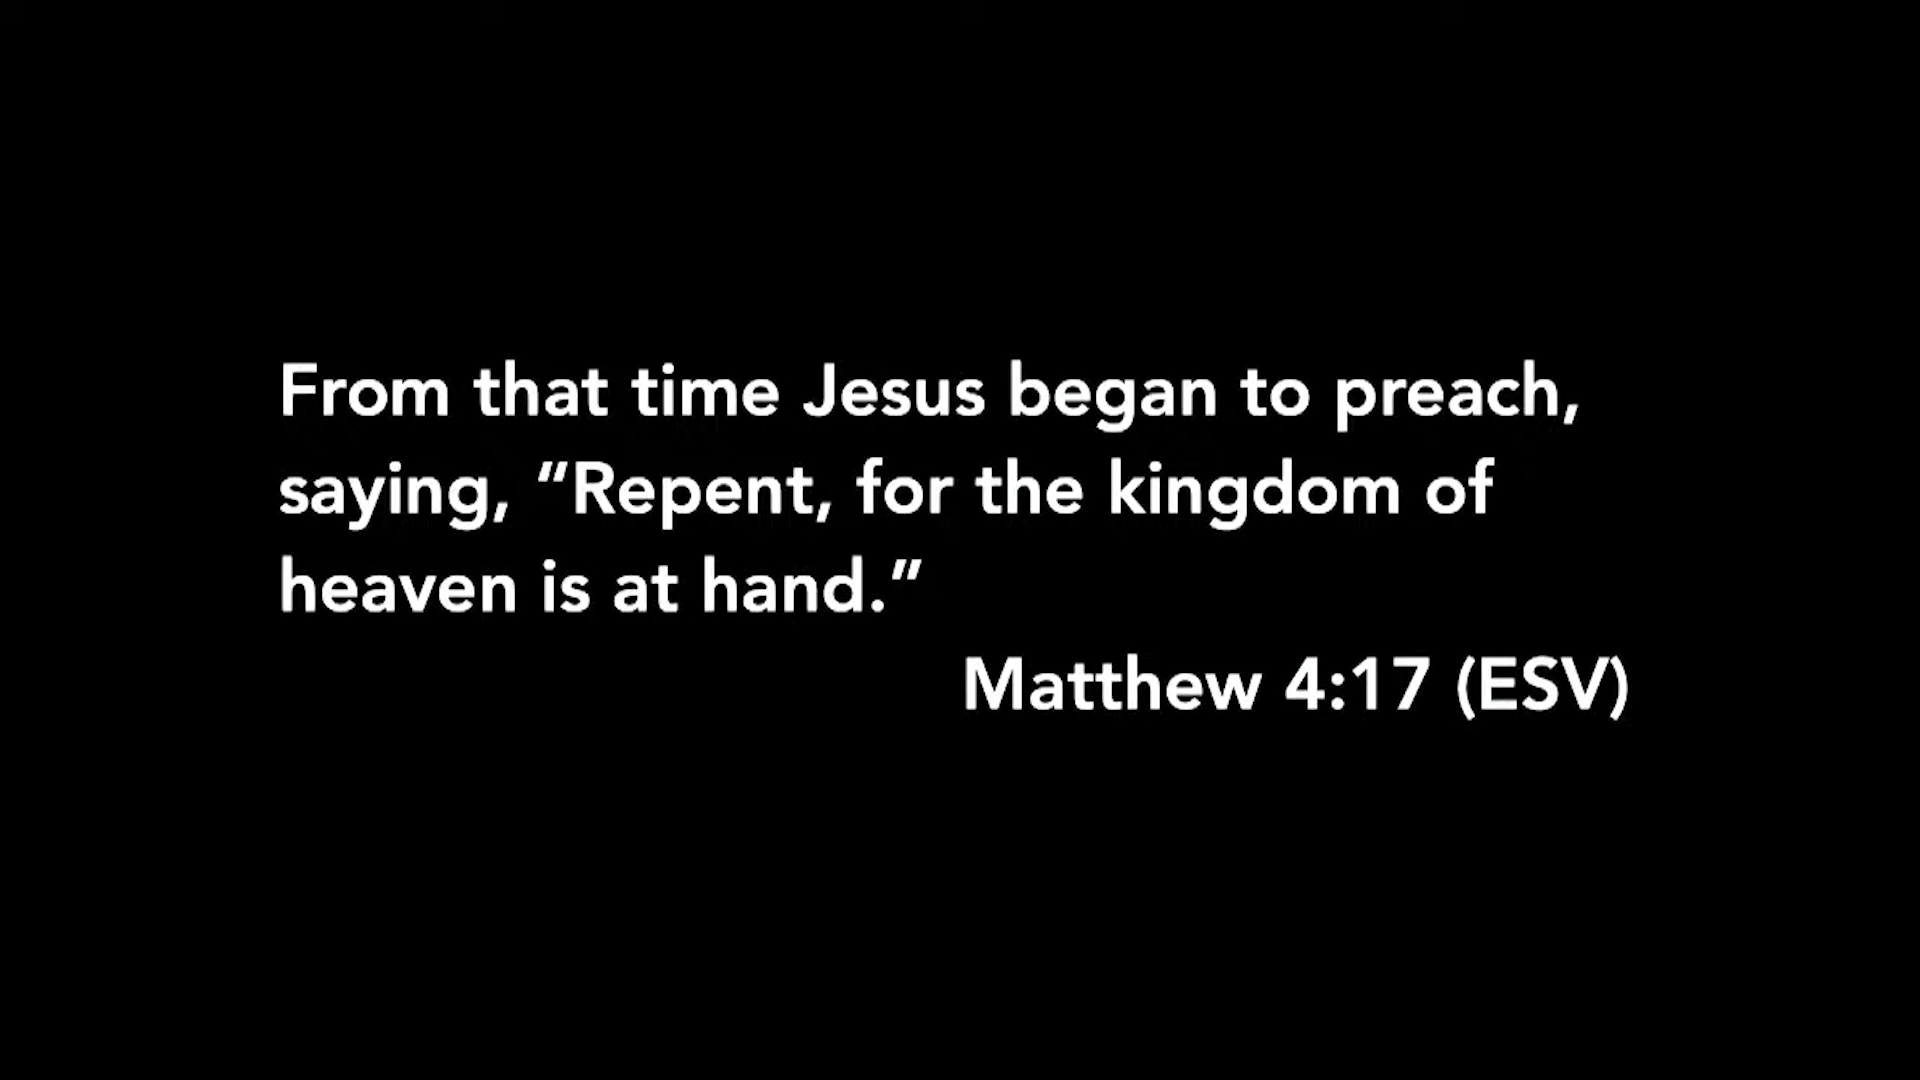 From that time Jesus began to preach,
saying, “Repent, for the kingdom of
heaven is at hand.”
Matthew 4:17 (ESV)